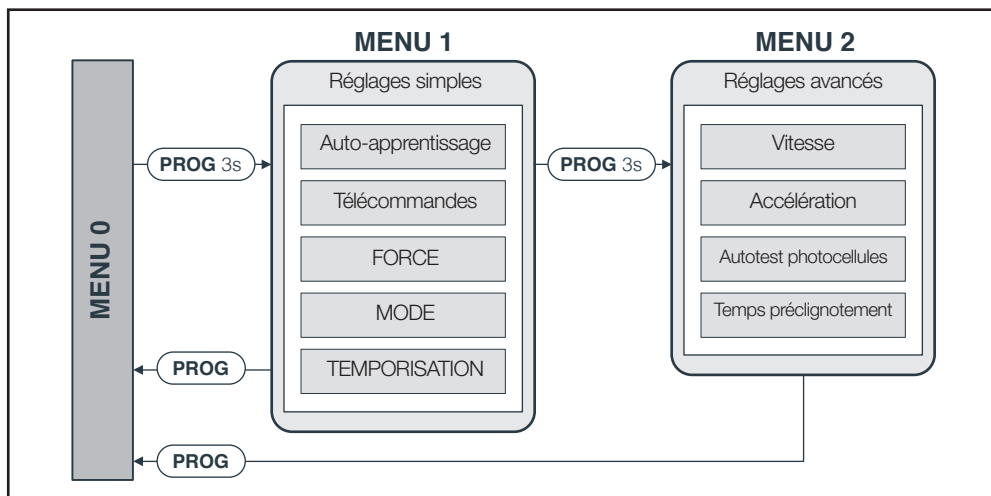 MENU 0
PROG 3s
MENU 1
Réglages simples
Auto-apprentissage
Télécommandes
FORCE
MODE
TEMPORISATION
PROG 3s
MENU 2
Réglages avancés
Vitesse
Accélération
Autotest photocellules
Temps préclignotement
PROG
PROG